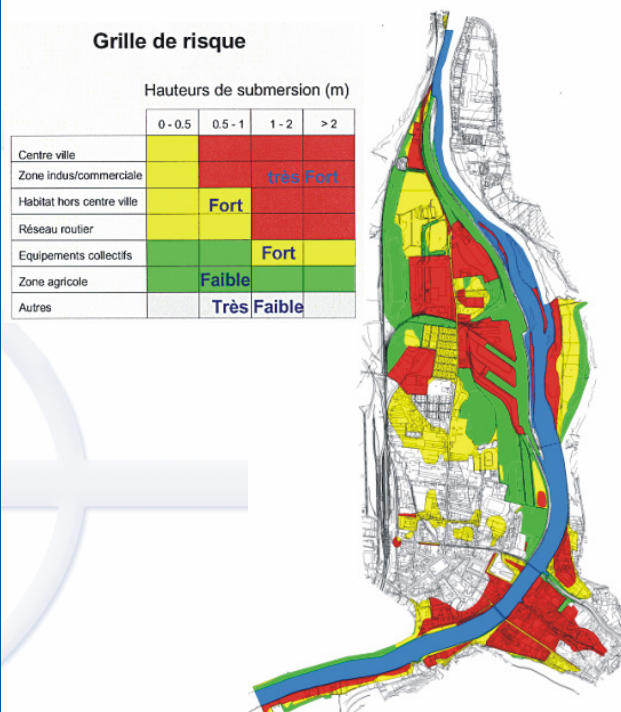 Grille de risque
Hauteurs de submersion (m)
0 - 0.5 0.5 - 1 1 - 2 > 2
Centre ville
Zone indus/commerciale très Fort
Habitat hors centre ville Fort
Réseau routier
Equipements collectifs Fort
Zone agricole Faible
Autres Très Faible